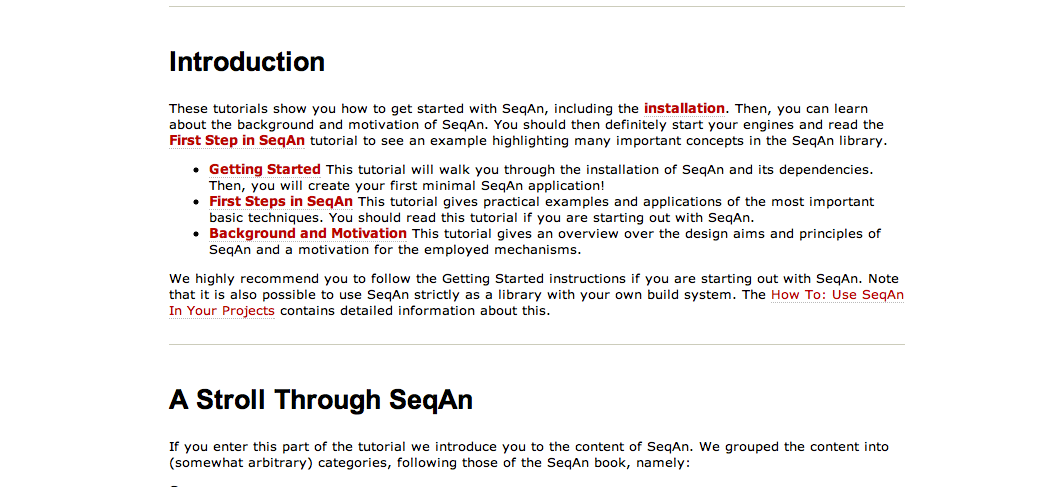 Introduction
These tutorials show you how to get started with SeqAn, including the installation. Then, you can learn
about the background and motivation of SeqAn. You should then definitely start your engines and read the
First Step in SeqAn tutorial to see an example highlighting many important concepts in the SeqAn library.
Getting Started This tutorial will walk you through the installation of SeqAn and its dependencies.
Then, you will create your first minimal SeqAn application!
First Steps in SeqAn This tutorial gives practical examples and applications of the most important
basic techniques. You should read this tutorial if you are starting out with SeqAn.
Background and Motivation This tutorial gives an overview over the design aims and principles of
SeqAn and a motivation for the employed mechanisms.
We highly recommend you to follow the Getting Started instructions if you are starting out with SeqAn. Note
that it is also possible to use SeqAn strictly as a library with your own build system. The How To: Use SeqAn
In Your Projects contains detailed information about this.
A Stroll Through SeqAn
If you enter this part of the tutorial we introduce you to the content of SeqAn. We grouped the content into
(somewhat arbitrary) categories, following those of the SeqAn book, namely: